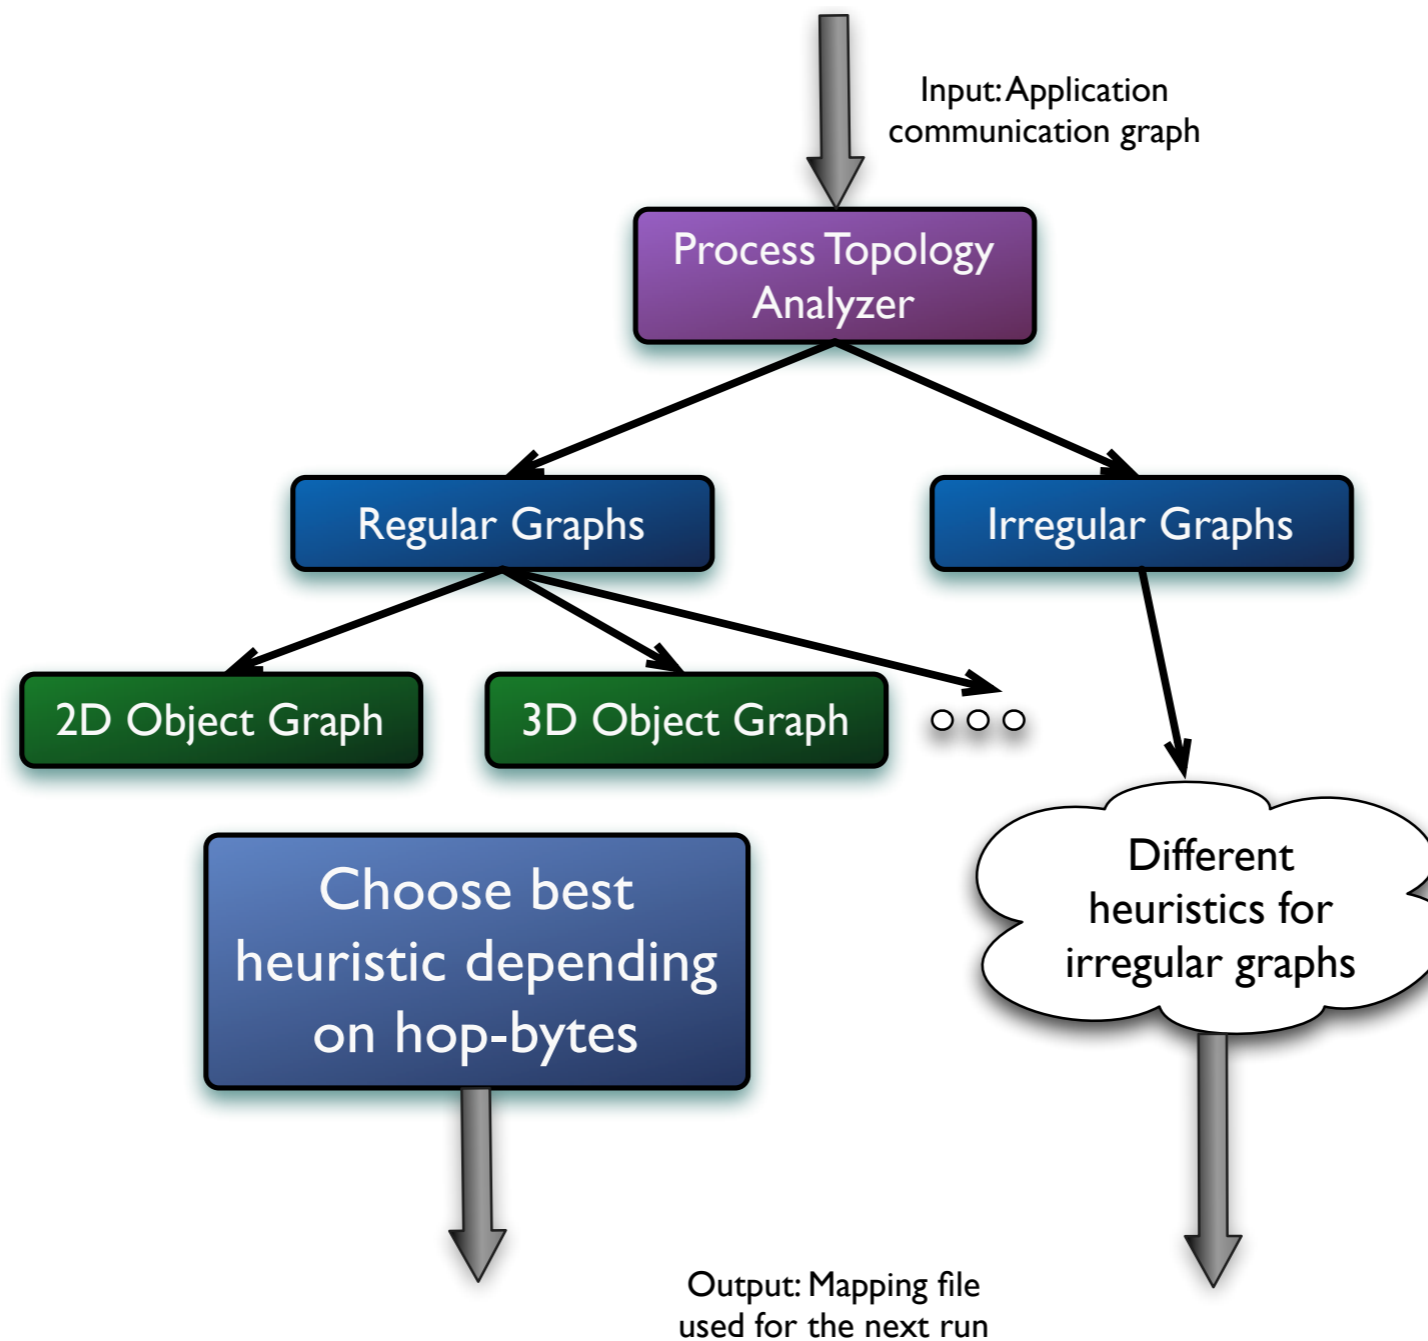 Input: Application
communication graph
Process Topology
Analyzer
Regular Graphs
Irregular Graphs
2D Object Graph
3D Object Graph
Choose best
heuristic depending
on hop-bytes
Different
heuristics for
irregular graphs
Output: Mapping file
used for the next run